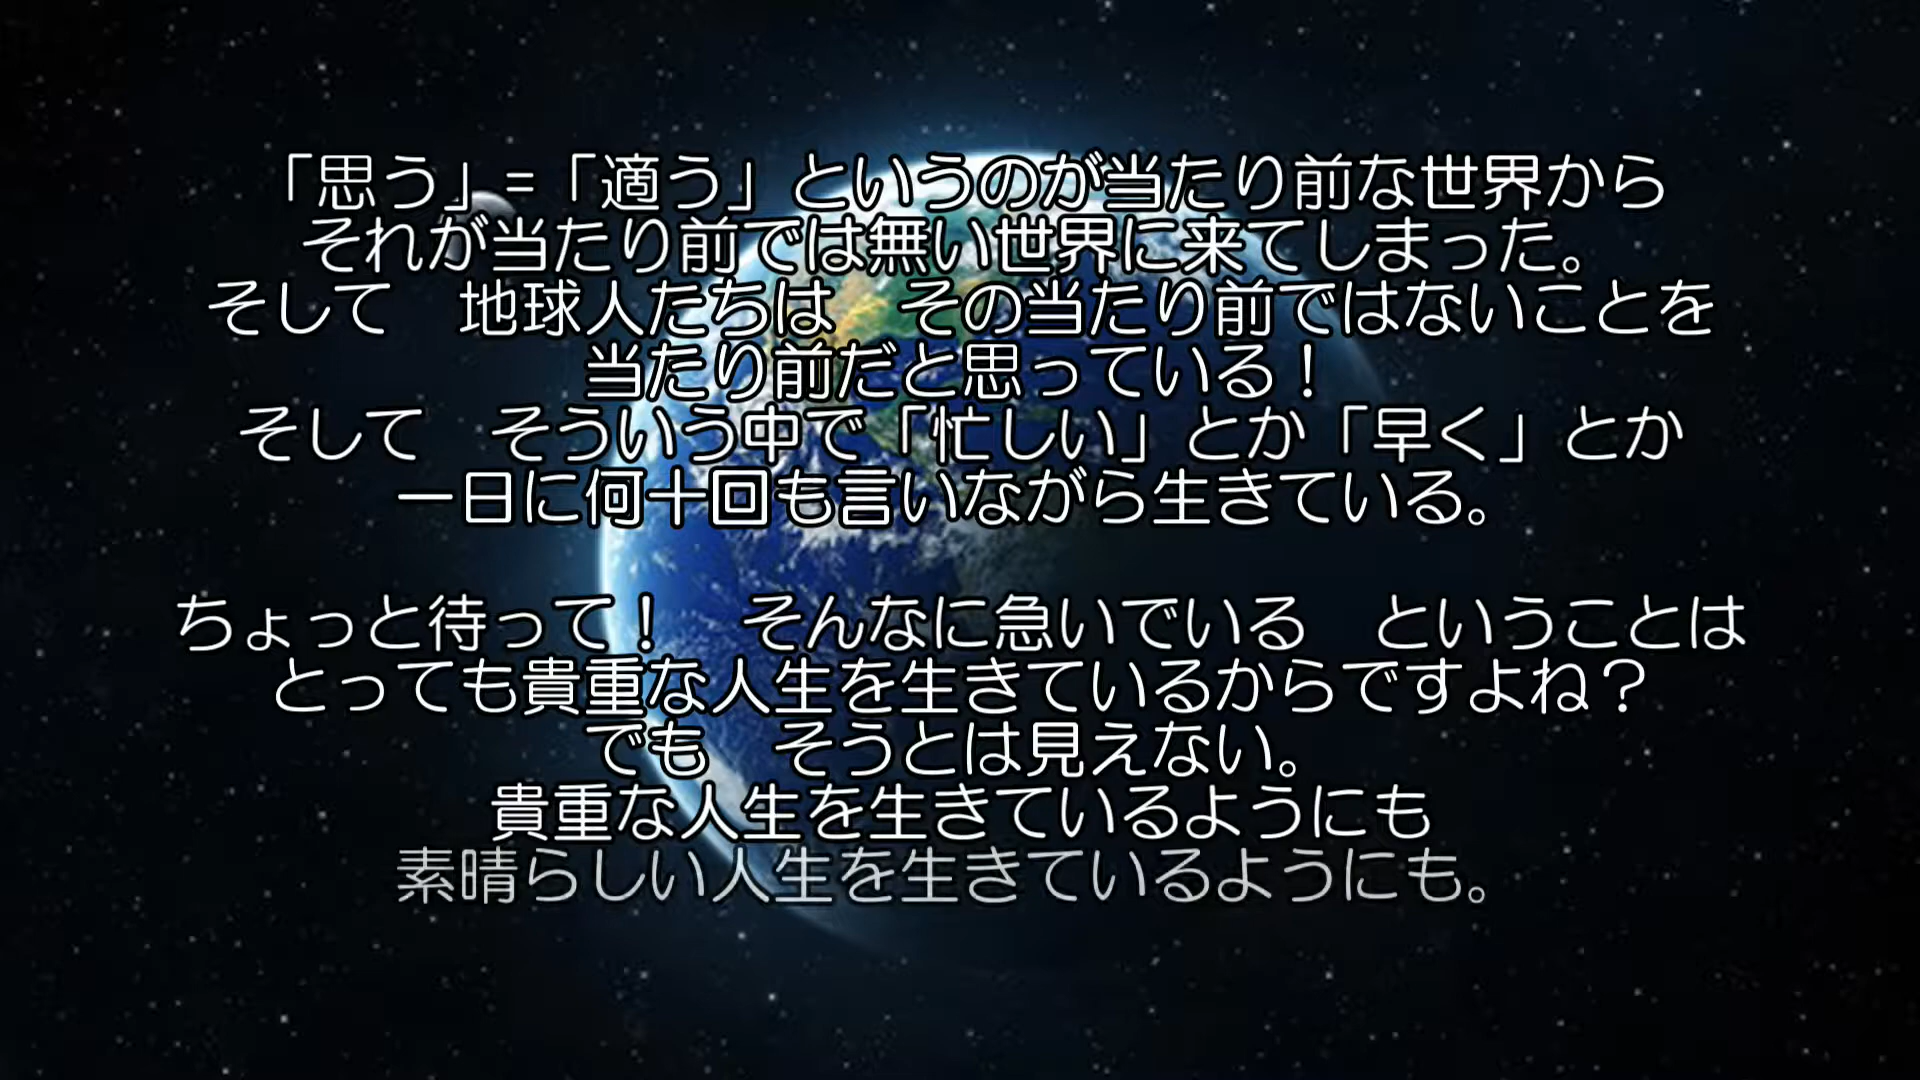 「思う」=「適う」というのが当たり前な世界から
それが当たり前では無い世界に来てしまった。
そして　地球人たちは　その当たり前ではないことを
当たり前だと思っている！
そして　そういう中で「忙しい」とか「早く」とか
一日に何十回も言いながら生きている。
ちょっと待って！　そんなに急いでいる　ということは
とっても貴重な人生を生きているからですよね？
でも　そうとは見えない。
貴重な人生を生きているようにも
素晴らしい人生を生きているようにも。